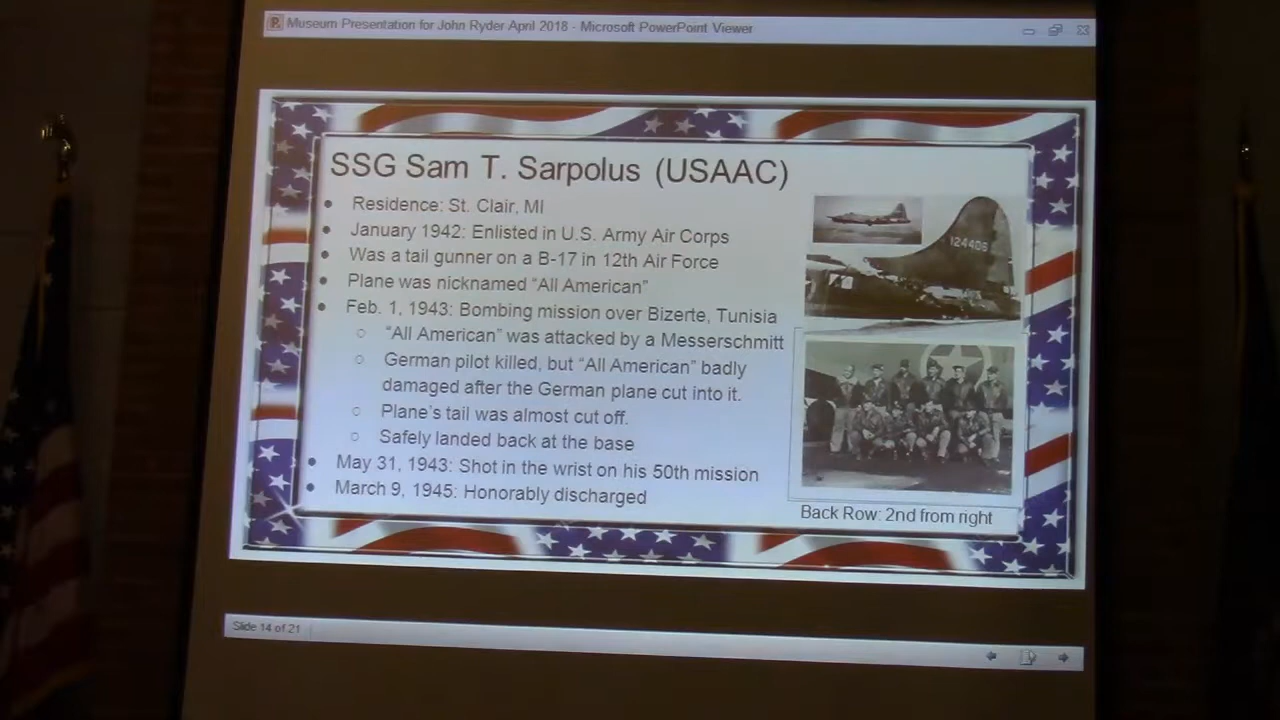 Museum Presentation for John Ryder April 2018 - Microsoft PowerPoint Viewer
SSG Sam T. Sarpolus (USAAC)
Residence: St. Clair, MI
January 1942: Enlisted in U.S. Army Air Corps
Was a tail gunner on a B-17 in 12th Air Force
Plane was nicknamed “All American”
Feb. 1, 1943: Bombing mission over Bizerte, Tunisia
“All American” was attacked by a Messerschmitt
German pilot killed, but “All American” badly
damaged after the German plane cut into it.
Plane’s tail was almost cut off.
Safely landed back at the base
May 31, 1943: Shot in the wrist on his 50th mission
March 9, 1945: Honorably discharged
124406
Back Row: 2nd from right
Slide 14 of 21